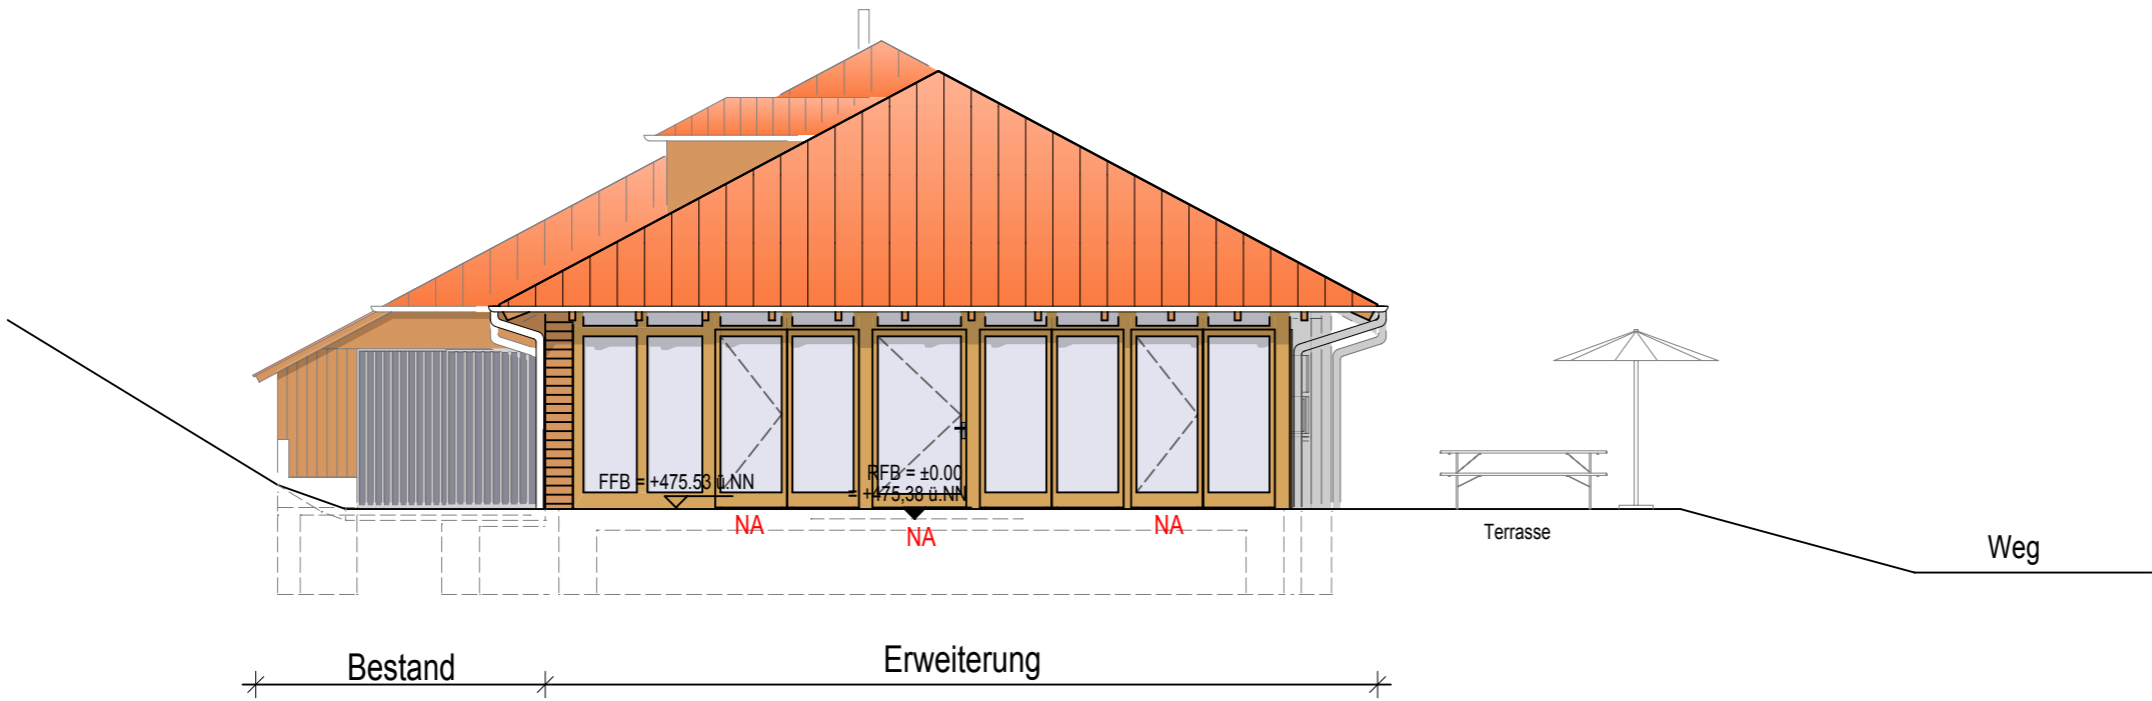 FFB = +475.53 ü.NN
RFB = ±0.00
= +475,38 ü.NN
NA
NA
NA
Terrasse
Weg
Bestand
Erweiterung